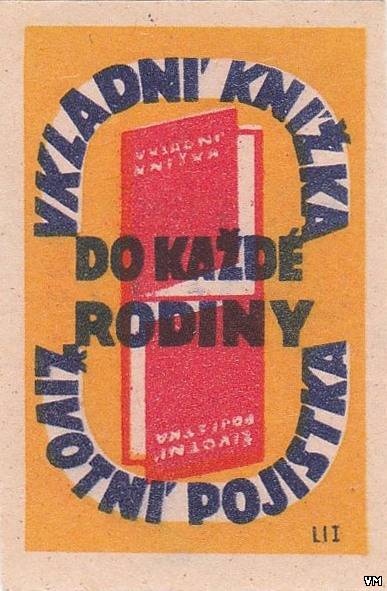 VKLADNÍ KNÍŽKA
VKLADNÍ
KNÍŽKA
DO KAŽDÉ
RODINY
ŽIVOTNÍ
POJISTKA
ŽIVOTNÍ POJISTKA
LII
VM